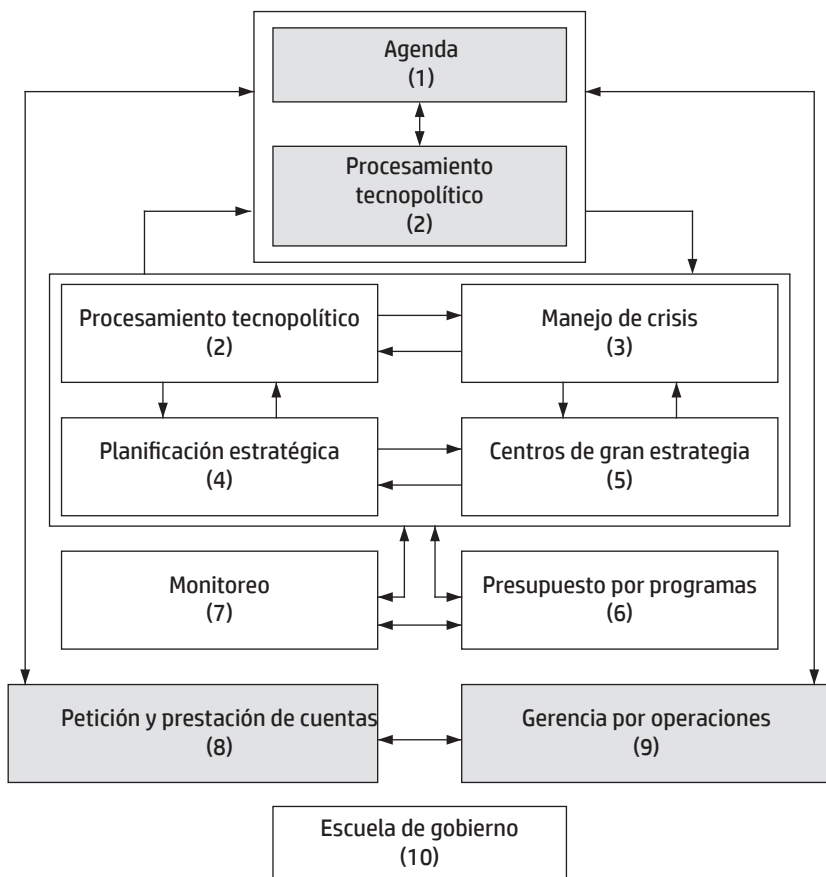 Agenda
(1)
Procesamiento
tecnopolítico
(2)
Procesamiento tecnopolítico
(2)
Manejo de crisis
(3)
Planificación estratégica
(4)
Centros de gran estrategia
(5)
Monitoreo
(7)
Presupuesto por programas
(6)
Petición y prestación de cuentas
(8)
Gerencia por operaciones
(9)
Escuela de gobierno
(10)